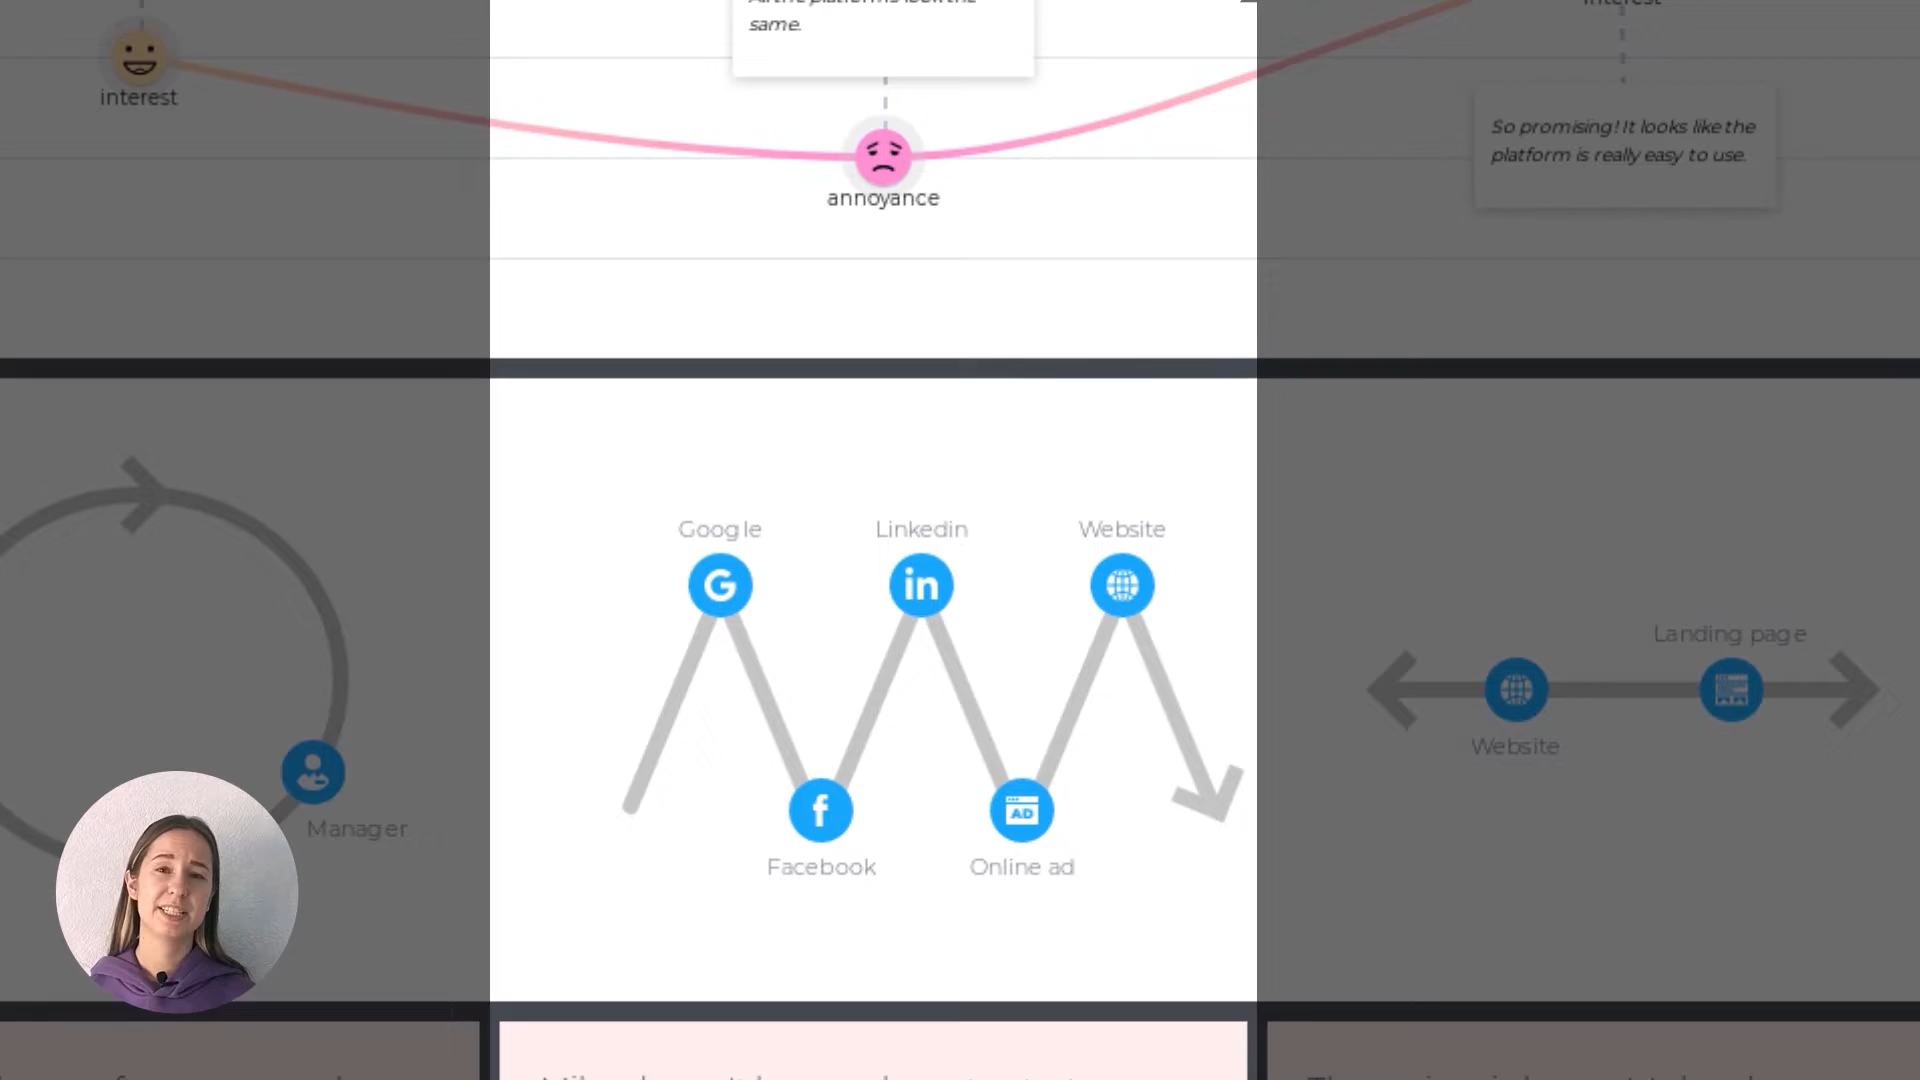 same.
interest
annoyance
So promising! It looks like the
platform is really easy to use.
Google
Linkedin
Website
G
in
f
AD
Facebook
Online ad
Manager
Landing page
Website